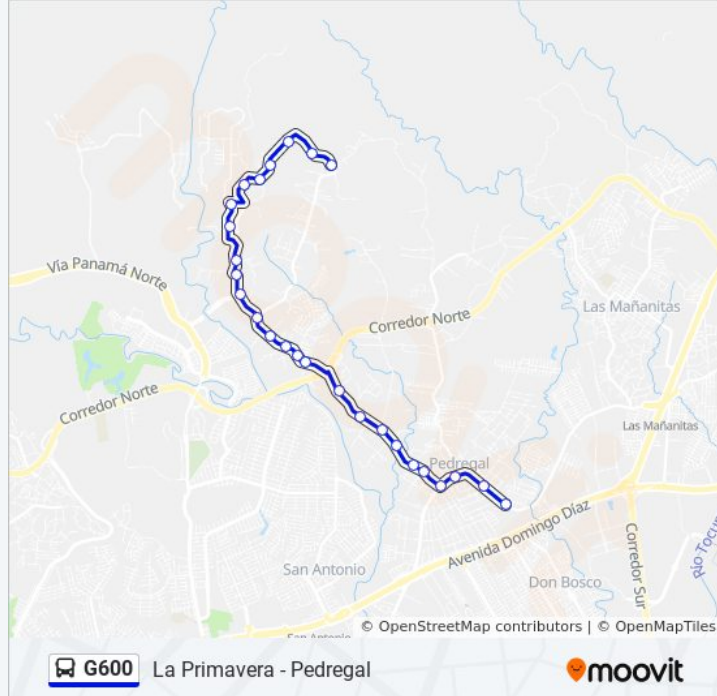 Vía Panamá Norte
Las Mañanitas
Corredor Norte
Corredor Norte
Las Mañanitas
Pedregal
Avenida Domingo Díaz
San Antonio
Don Bosco
Corredor Sur
Río Tocu
San Antonio
© OpenStreetMap contributors | © OpenMapTiles
G600 La Primavera - Pedregal
moovit